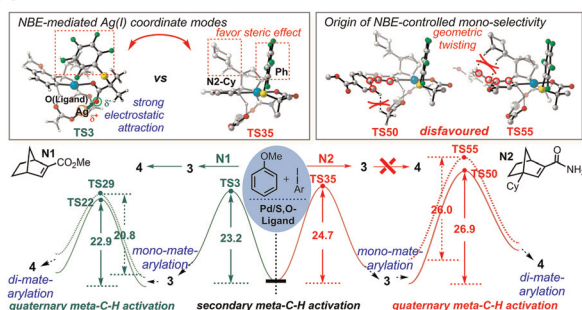 NBE-mediated Ag(I) coordinate modes
favor steric effect
N2-Cy
Ph
vs
O(Ligand)
δ-
Ag
δ+
TS3
strong
electrostatic
attraction
TS35
Origin of NBE-controlled mono-selectivity
geometric
twisting
TS50
disfavoured
TS55
N1
CO2Me
4
3
N1
OMe
I
+
Ar
Pd/S,O-
Ligand
N2
3
4
N2
O
NH2
4
Cy
TS29
TS22
TS3
TS35
TS55
TS50
20.8
22.9
23.2
24.7
26.0
26.9
mono-mate-
arylation
mono-mate-
arylation
4
3
3
4
di-mate-
arylation
di-mate-
arylation
quaternary meta-C-H activation
secondary meta-C-H activation
quaternary meta-C-H activation